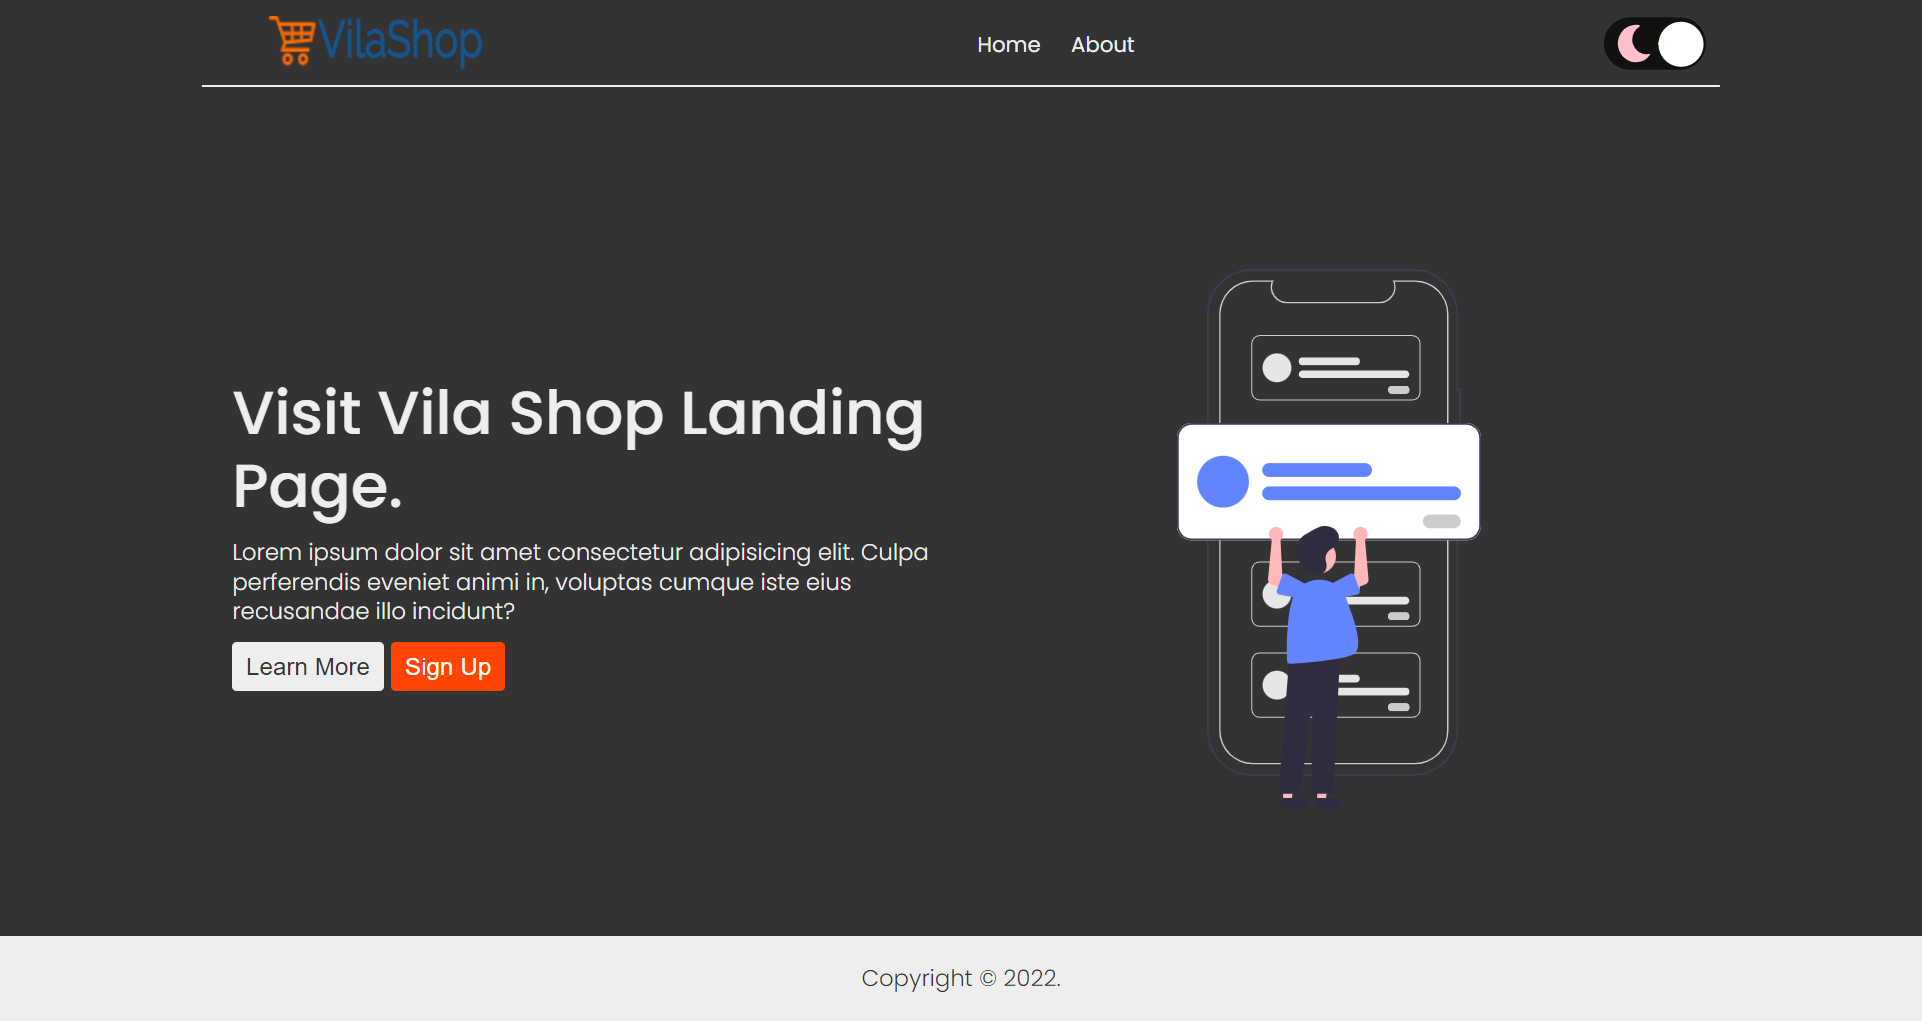 VilaShop
Home About
Visit Vila Shop Landing
Page.
Lorem ipsum dolor sit amet consectetur adipisicing elit. Culpa
perferendis eveniet animi in, voluptas cumque iste eius
recusandae illo incidunt?
Learn More Sign Up
Copyright © 2022.